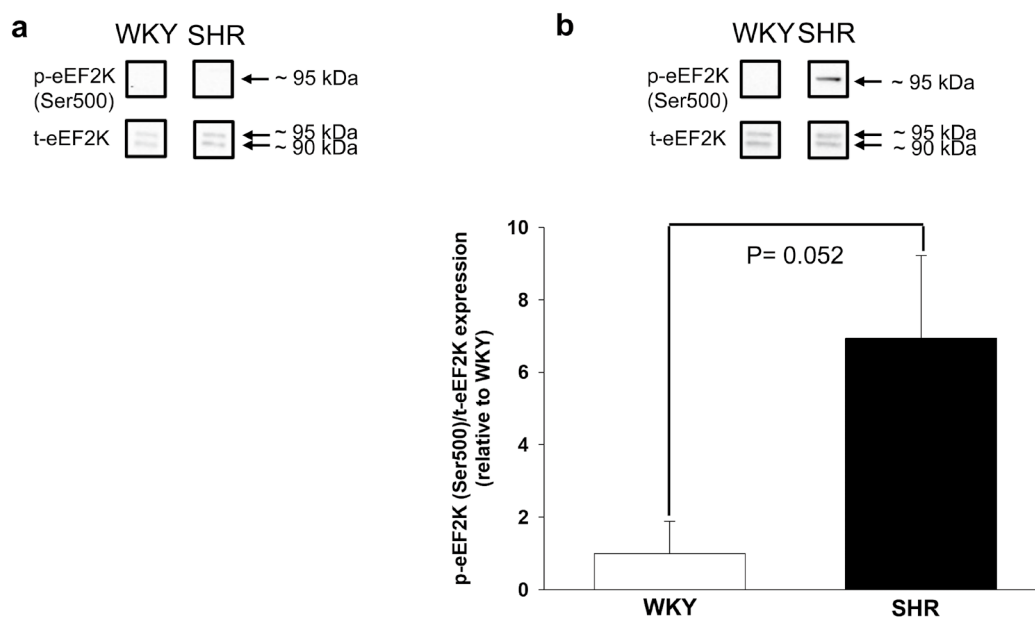 a
WKY SHR
p-eEF2K
(Ser500)
~ 95 kDa
t-eEF2K
~ 95 kDa
~ 90 kDa
b
WKY SHR
p-eEF2K
(Ser500)
~ 95 kDa
t-eEF2K
~ 95 kDa
~ 90 kDa
p-eEF2K (Ser500)/t-eEF2K expression
(relative to WKY)
10
8
6
4
2
0
P= 0.052
WKY SHR